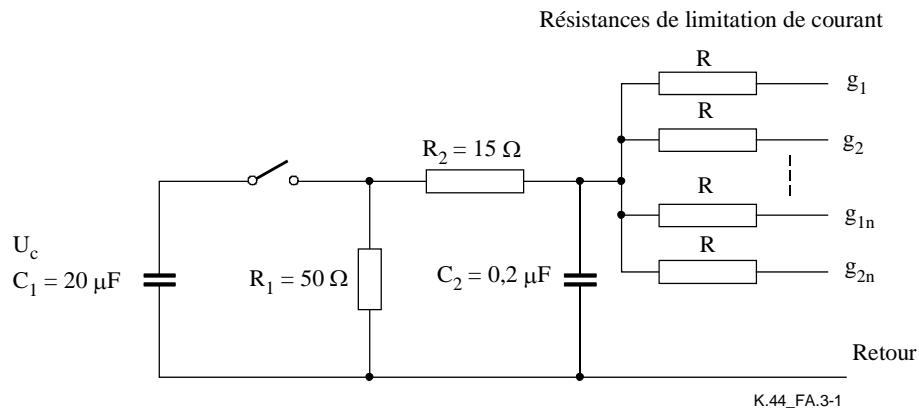 Résistances de limitation de courant
R
g1
R
g2
R2 = 15 Ω
R
g1n
R
g2n
Uc
C1 = 20 μF
R1 = 50 Ω
C2 = 0,2 μF
Retour
K.44_FA.3-1